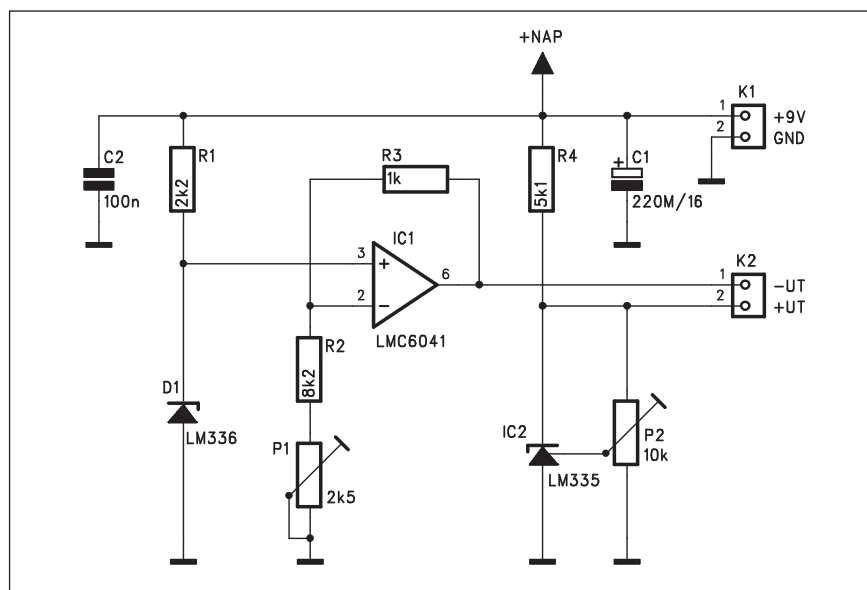 +NAP
K1
1
+9V
2
GND
C2
100n
R1
2k2
R3
1k
R4
5k1
C1
+
220M/16
IC1
3
+
6
2
−
LMC6041
K2
1
-UT
2
+UT
R2
8k2
D1
LM336
P1
2k5
IC2
LM335
P2
10k